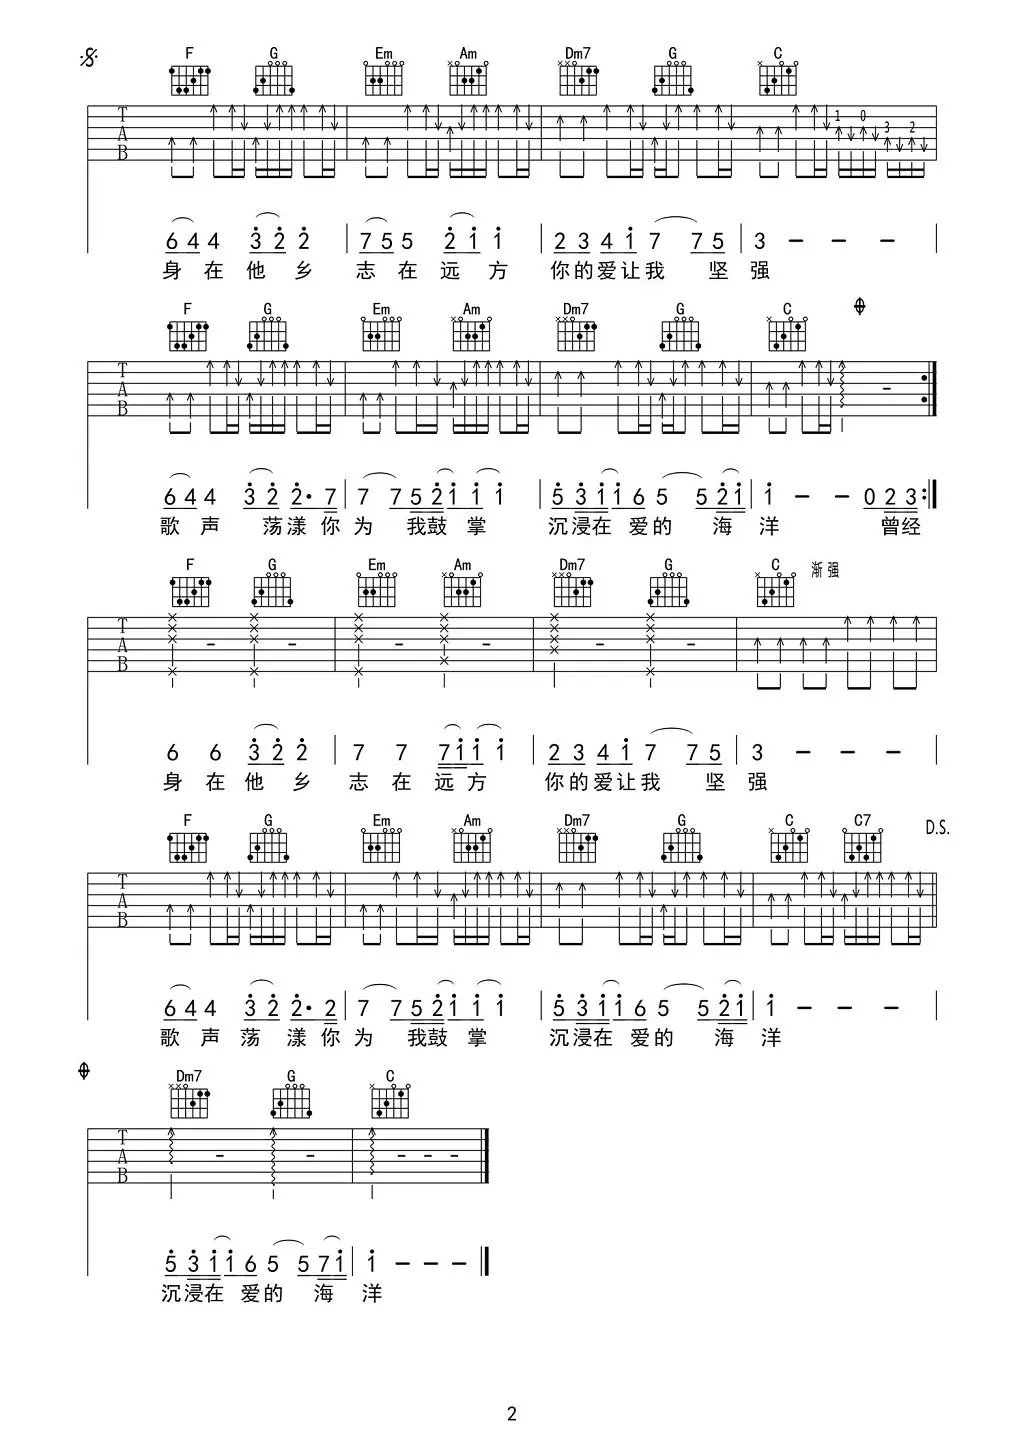 F G Em Am Dm7 G C
T
A
B
1 0 3 2
6 4 4 3 2 2 | 7 5 5 2 1 1 | 2 3 4 1 7 7 5 | 3 - - -
身 在 他 乡 志 在 远 方 你的爱让我 坚 强
F G Em Am Dm7 G C
T
A
B
6 4 4 3 2 2· 7 | 7 7 5 2 1 1 1 | 5 3 1 1 6 5 5 2 1 | 1 - - 0 2 3 :||
歌 声 荡 漾 你 为 我鼓 掌 沉浸在 爱的 海 洋 曾经
F G Em Am Dm7 G C 渐 强
T
A
B
6 6 3 2 2 | 7 7 7 1 1 1 | 2 3 4 1 7 7 5 | 3 - - -
身 在 他 乡 志 在 远 方 你的爱让我 坚 强
F G Em Am Dm7 G C C7 D.S.
T
A
B
6 4 4 3 2 2· 2 | 7 7 5 2 1 1 1 | 5 3 1 1 6 5 5 2 1 | 1 - - -
歌 声 荡 漾 你 为 我鼓 掌 沉浸在 爱的 海 洋
Dm7 G C
T
A
B
5 3 1 1 6 5 5 7 1 | 1 - - -
沉浸在 爱的 海 洋
2